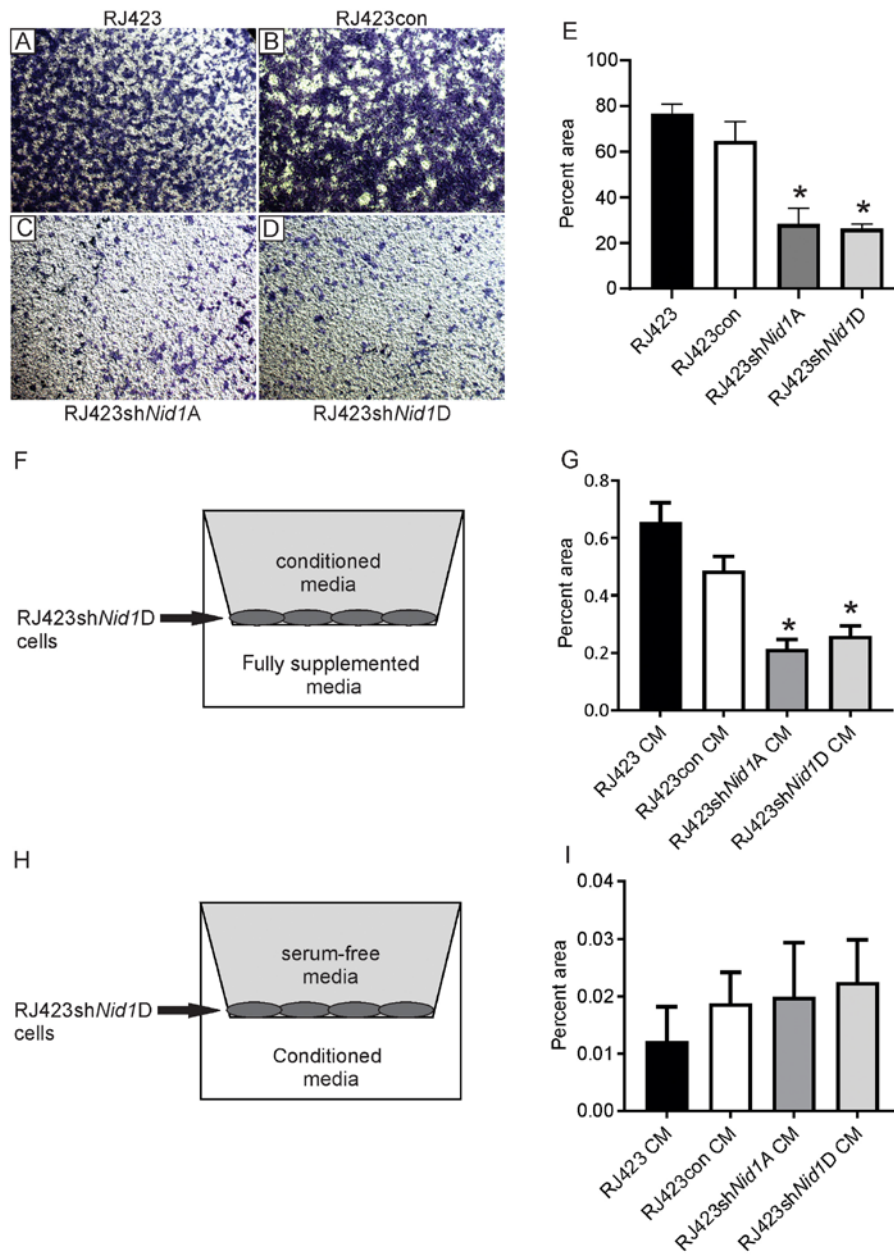 RJ423
RJ423con
A
B
C
D
RJ423shNid1A
RJ423shNid1D
E
Percent area
100
80
60
40
20
0
*
*
RJ423
RJ423con
RJ423shNid1A
RJ423shNid1D
F
conditioned
media
RJ423shNid1D
cells
Fully supplemented
media
G
Percent area
0.8
0.6
0.4
0.2
0.0
*
*
RJ423 CM
RJ423con CM
RJ423shNid1A CM
RJ423shNid1D CM
H
serum-free
media
RJ423shNid1D
cells
Conditioned
media
I
Percent area
0.04
0.03
0.02
0.01
0.00
RJ423 CM
RJ423con CM
RJ423shNid1A CM
RJ423shNid1D CM